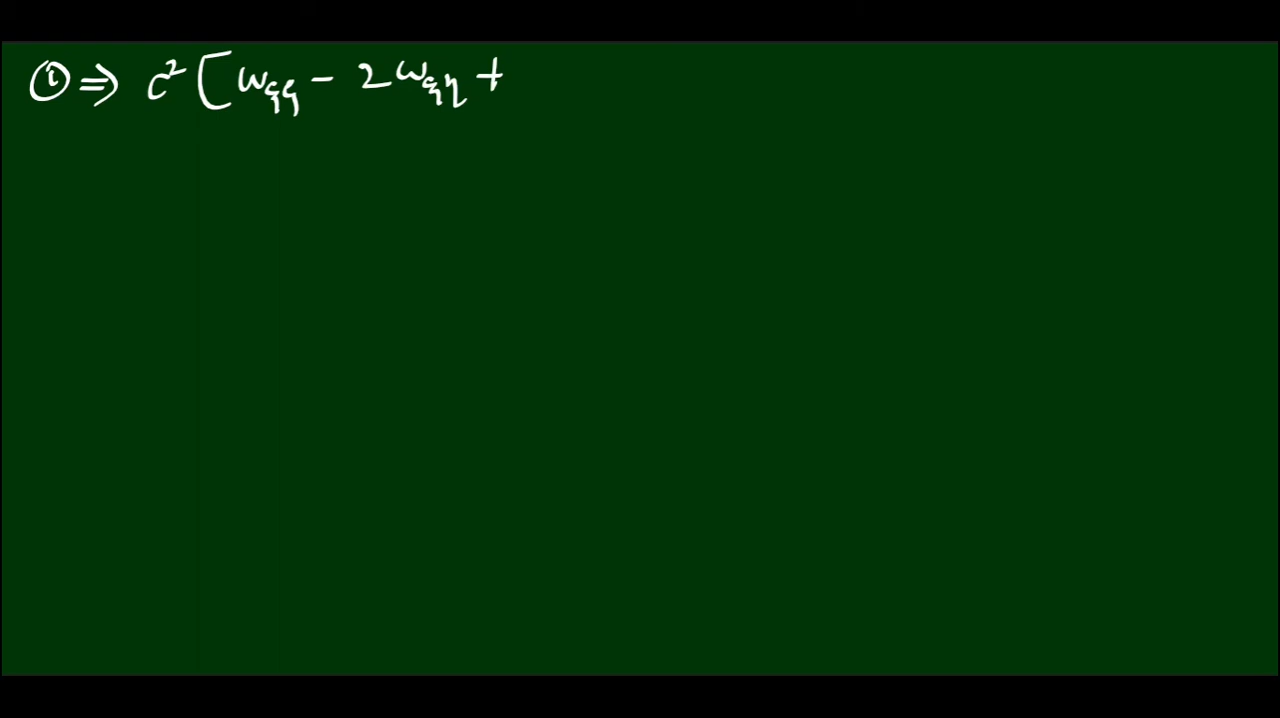 ① ⇒ c² [ w_ξξ − 2w_ξη +